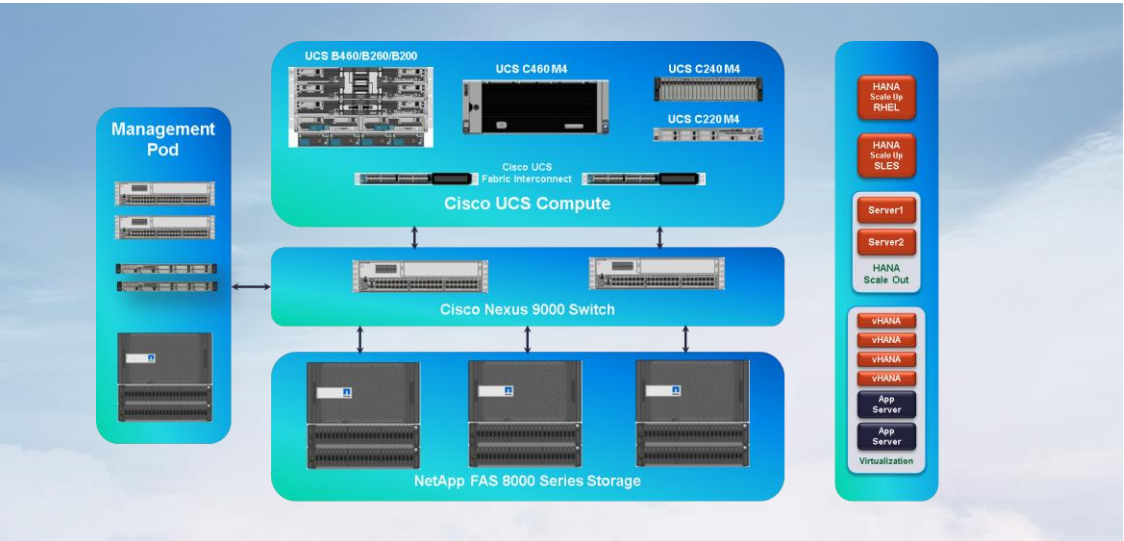 Management
Pod
UCS B460/B260/B200
UCS C460 M4
UCS C240 M4
UCS C220 M4
Cisco UCS
Fabric Interconnect
Cisco UCS Compute
Cisco Nexus 9000 Switch
NetApp FAS 8000 Series Storage
HANA
Scale Up
RHEL
HANA
Scale Up
SLES
Server1
Server2
HANA
Scale Out
vHANA
vHANA
vHANA
vHANA
App
Server
App
Server
Virtualization